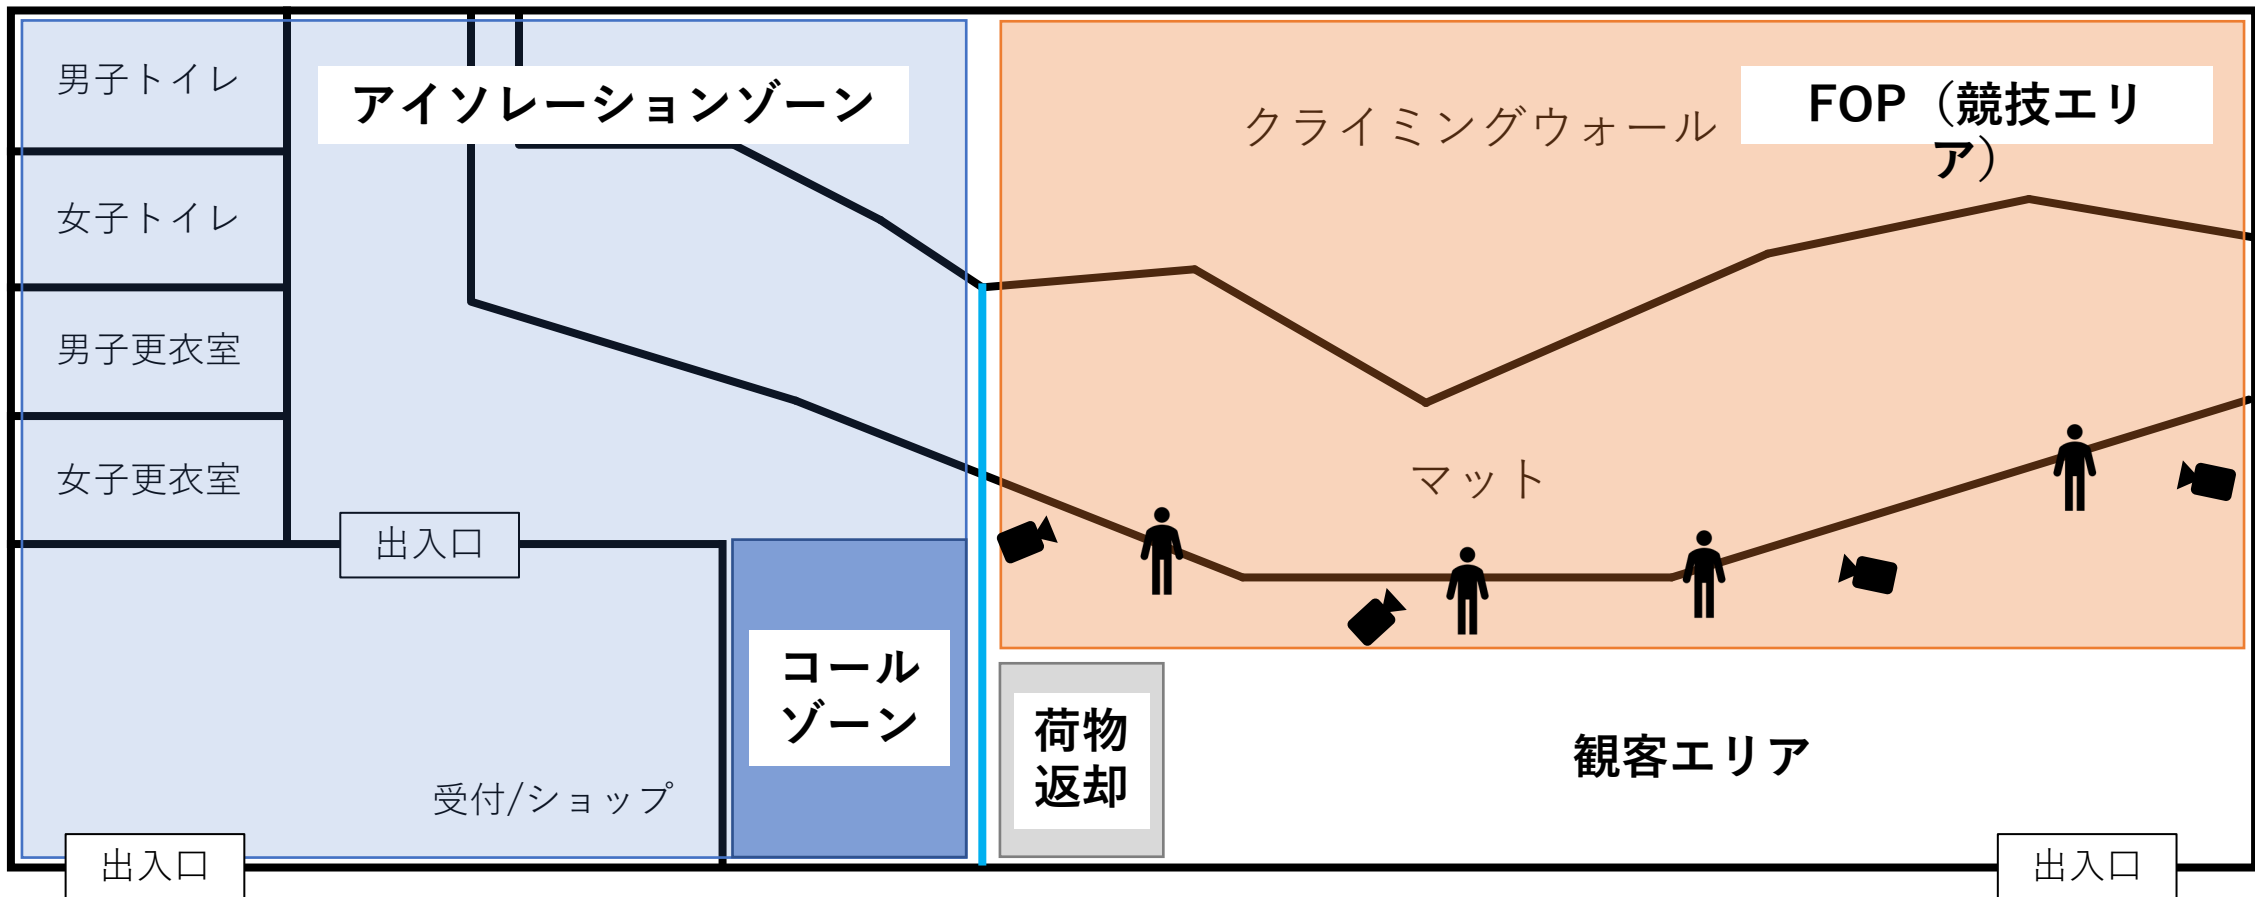 男子トイレ
アイソレーションゾーン
クライミングウォール
FOP（競技エリ
ア）
女子トイレ
男子更衣室
女子更衣室
マット
出入口
コール
ゾーン
荷物
返却
観客エリア
受付/ショップ
出入口
出入口